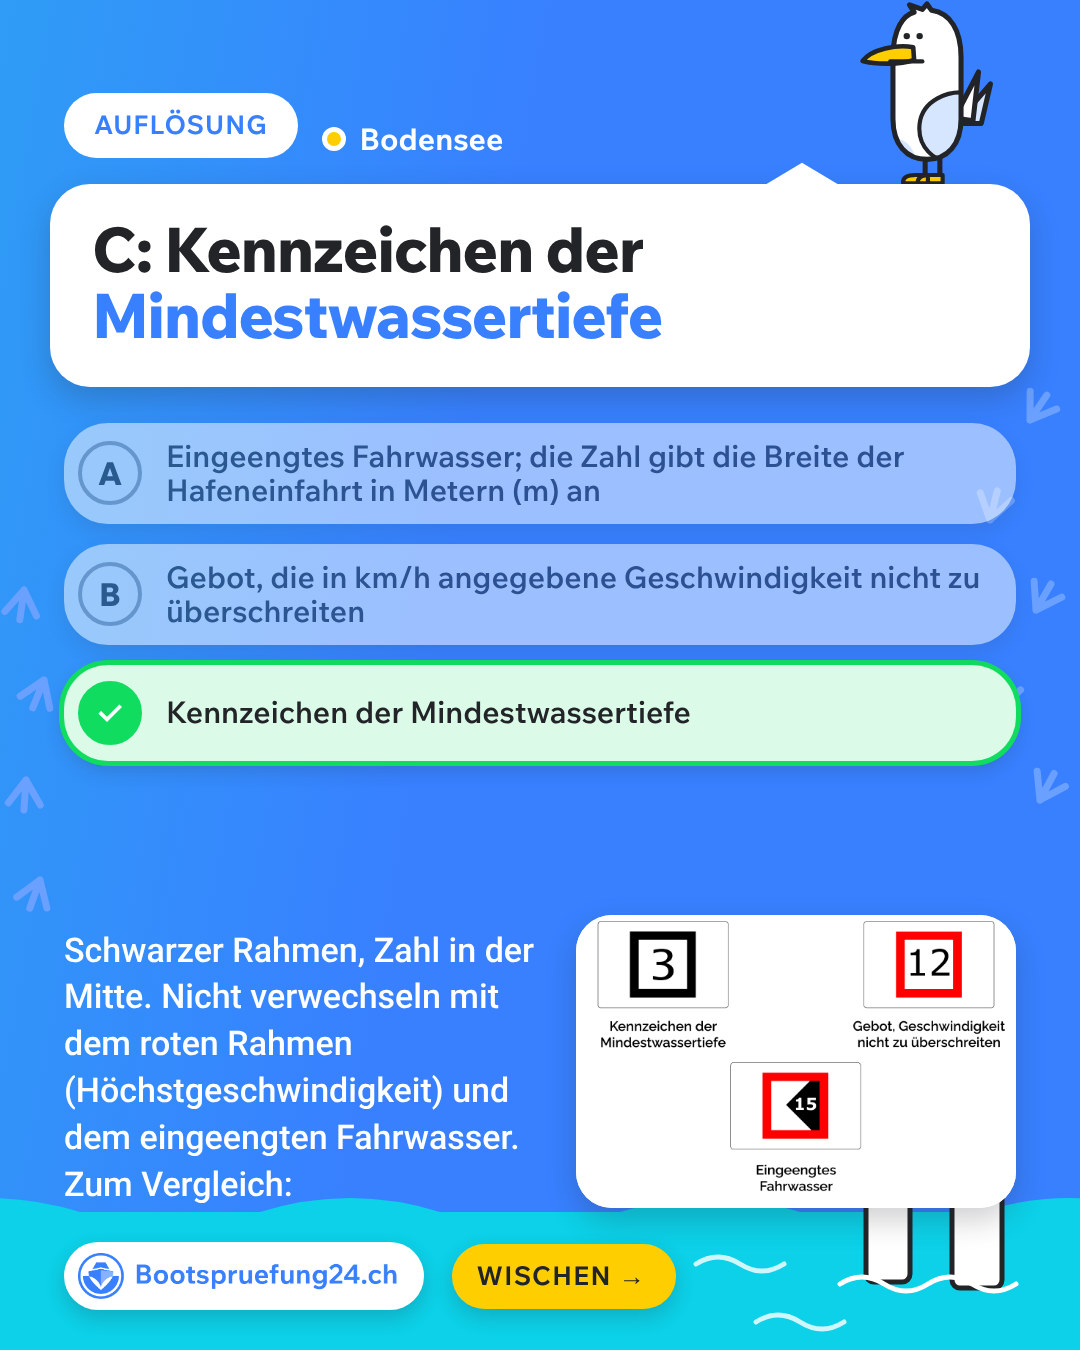 AUFLÖSUNG
Bodensee
C: Kennzeichen der
Mindestwassertiefe
A
Eingeengtes Fahrwasser; die Zahl gibt die Breite der
Hafeneinfahrt in Metern (m) an
B
Gebot, die in km/h angegebene Geschwindigkeit nicht zu
überschreiten
Kennzeichen der Mindestwassertiefe
Schwarzer Rahmen, Zahl in der
Mitte. Nicht verwechseln mit
dem roten Rahmen
(Höchstgeschwindigkeit) und
dem eingeengten Fahrwasser.
Zum Vergleich:
3
Kennzeichen der
Mindestwassertiefe
12
Gebot, Geschwindigkeit
nicht zu überschreiten
15
Eingeengtes
Fahrwasser
Bootspruefung24.ch
WISCHEN →